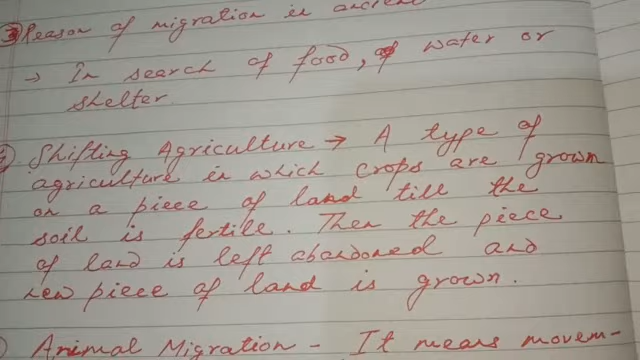 ③ Reason of migration in ancient
→ In search of food, of water or
shelter
Shifting Agriculture → A type of
agriculture in which crops are grown
on a piece of land till the
soil is fertile. Then the piece
of land is left abandoned and
new piece of land is grown.
Animal Migration - It means movem-